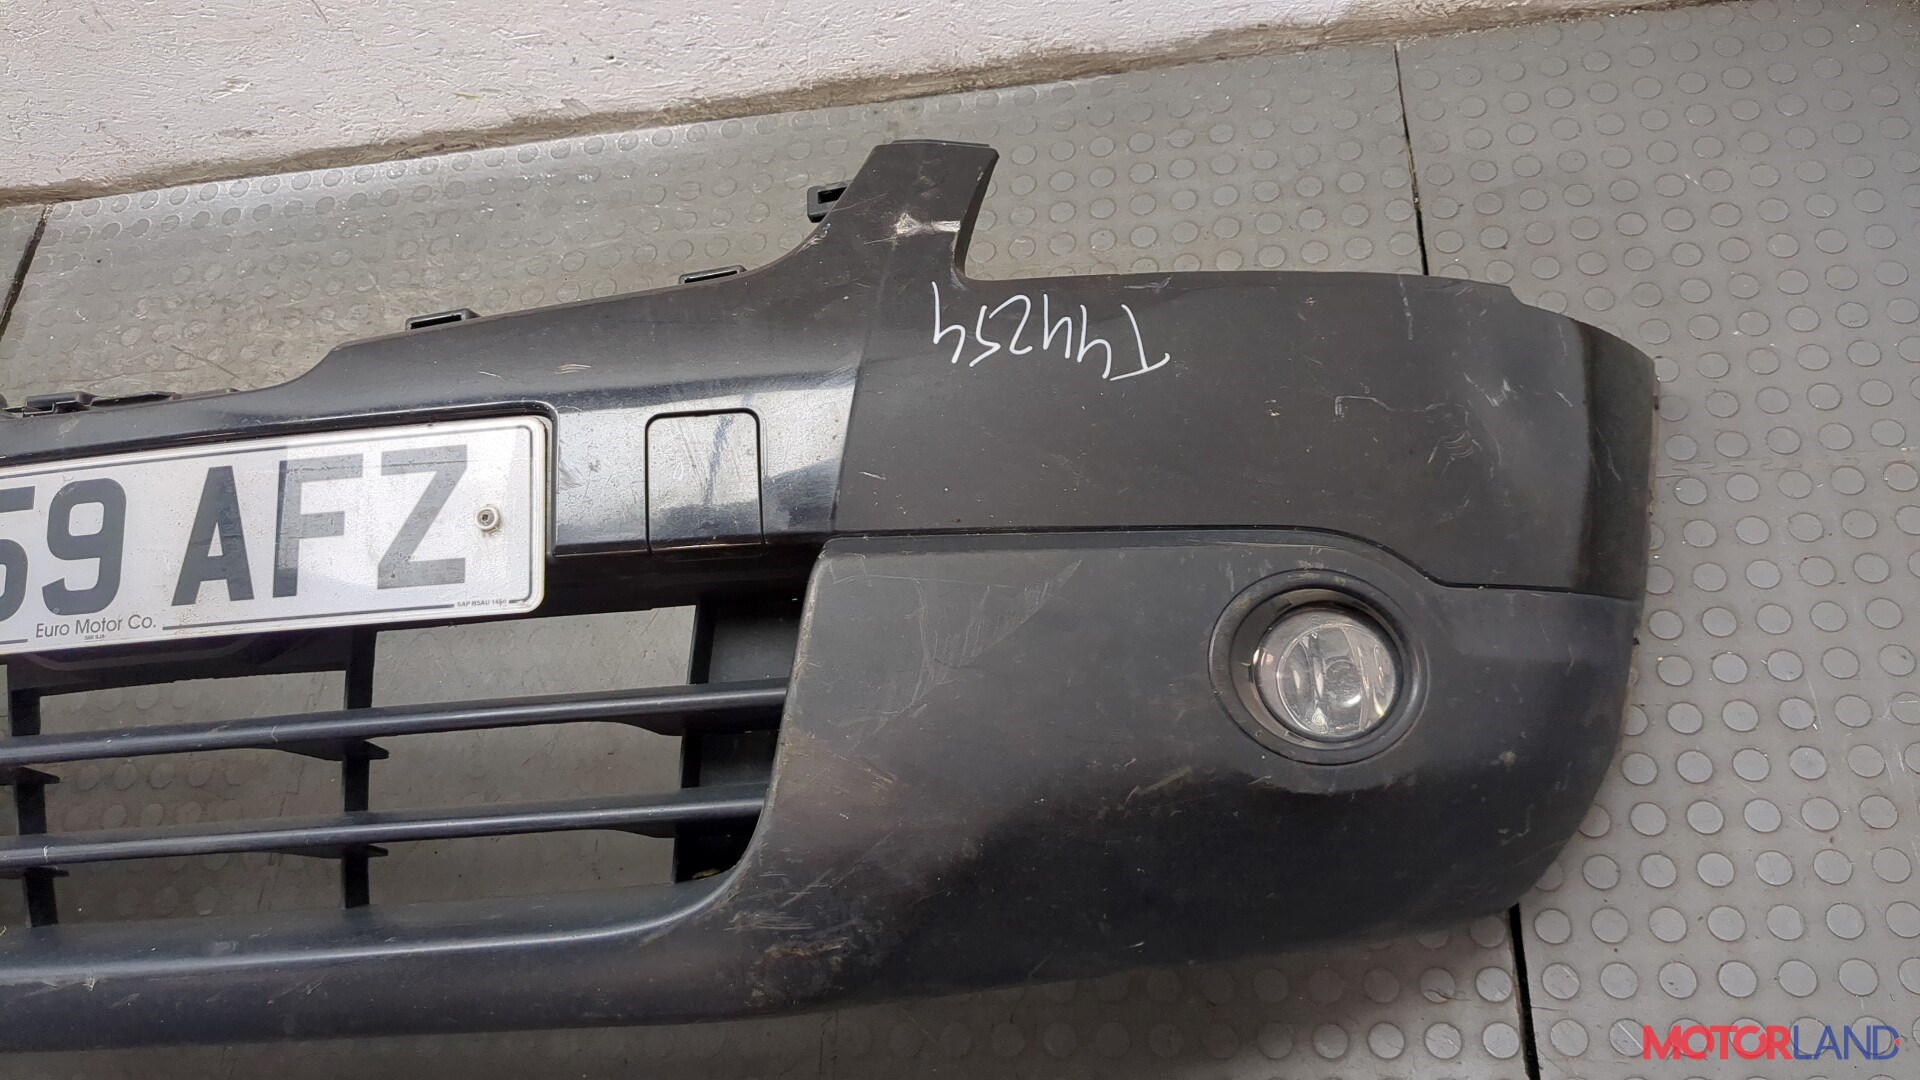 T44254
59 AFZ
Euro Motor Co.
MOTORLAND